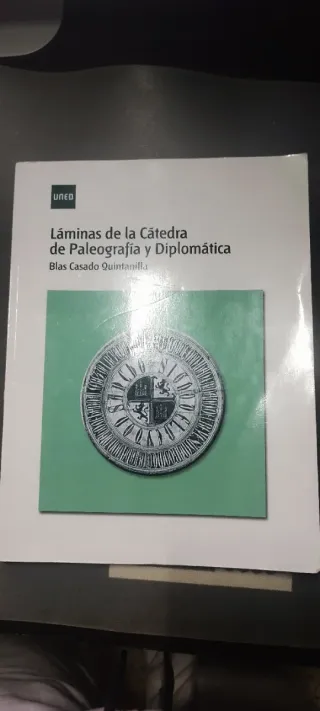 UNED
Láminas de la Cátedra
de Paleografía y Diplomática
Blas Casado Quintanilla